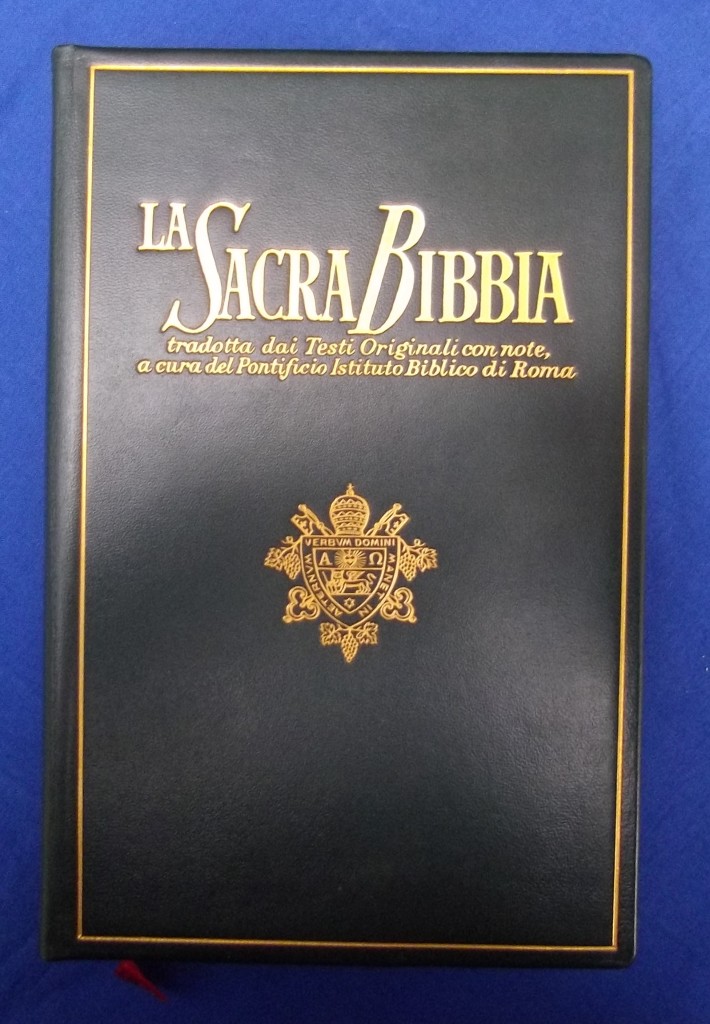 LA SACRA BIBBIA
tradotta dai Testi Originali con note,
a cura del Pontificio Istituto Biblico di Roma
VERBVM DOMINI MANET IN ÆTERNVM
Α Ω